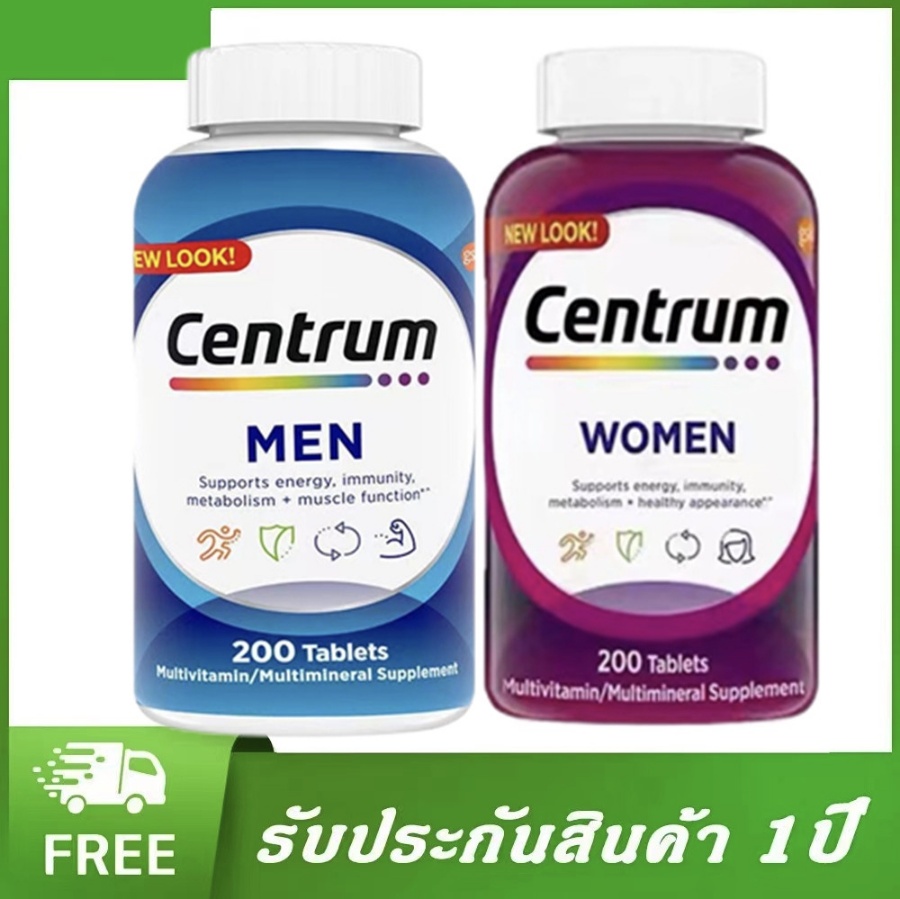 EW LOOK!
Centrum
MEN
Supports energy, immunity,
metabolism + muscle function**
200 Tablets
Multivitamin/Multimineral Supplement
NEW LOOK!
Centrum
WOMEN
Supports energy, immunity,
metabolism + healthy appearance**
200 Tablets
Multivitamin/Multimineral Supplement
FREE
รับประกันสินค้า 1 ปี